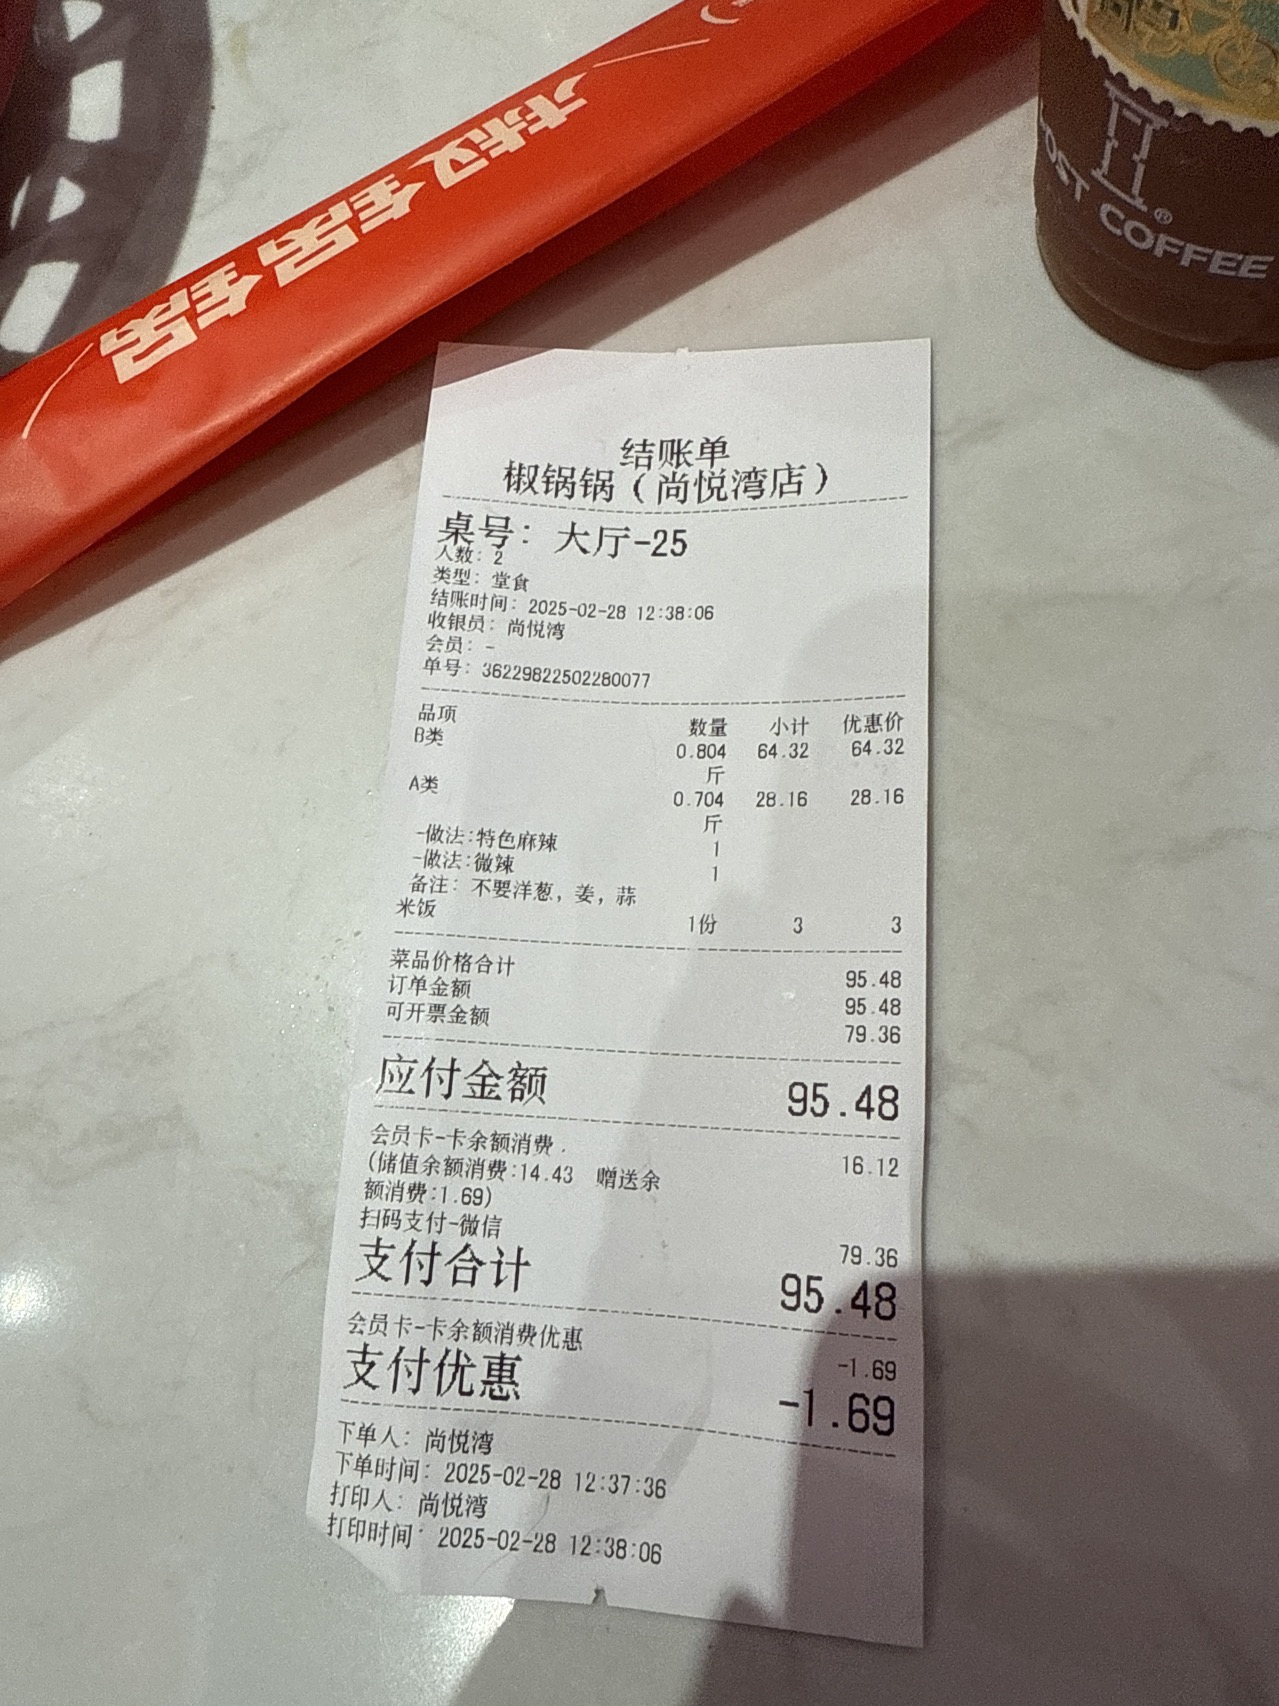 COFFEE
结账单
椒锅锅（尚悦湾店）
桌号: 大厅-25
人数: 2
类型: 堂食
结账时间: 2025-02-28 12:38:06
收银员: 尚悦湾
会员: -
单号: 36229822502280077
品项 数量 小计 优惠价
B类 0.804 64.32 64.32
斤
A类 0.704 28.16 28.16
斤
-做法:特色麻辣 1
-做法:微辣 1
备注: 不要洋葱, 姜, 蒜
米饭 1份 3 3
菜品价格合计 95.48
订单金额 95.48
可开票金额 79.36
应付金额 95.48
会员卡-卡余额消费 16.12
(储值余额消费:14.43 赠送余
额消费:1.69)
扫码支付-微信 79.36
支付合计 95.48
会员卡-卡余额消费优惠 -1.69
支付优惠 -1.69
下单人: 尚悦湾
下单时间: 2025-02-28 12:37:36
打印人: 尚悦湾
打印时间: 2025-02-28 12:38:06